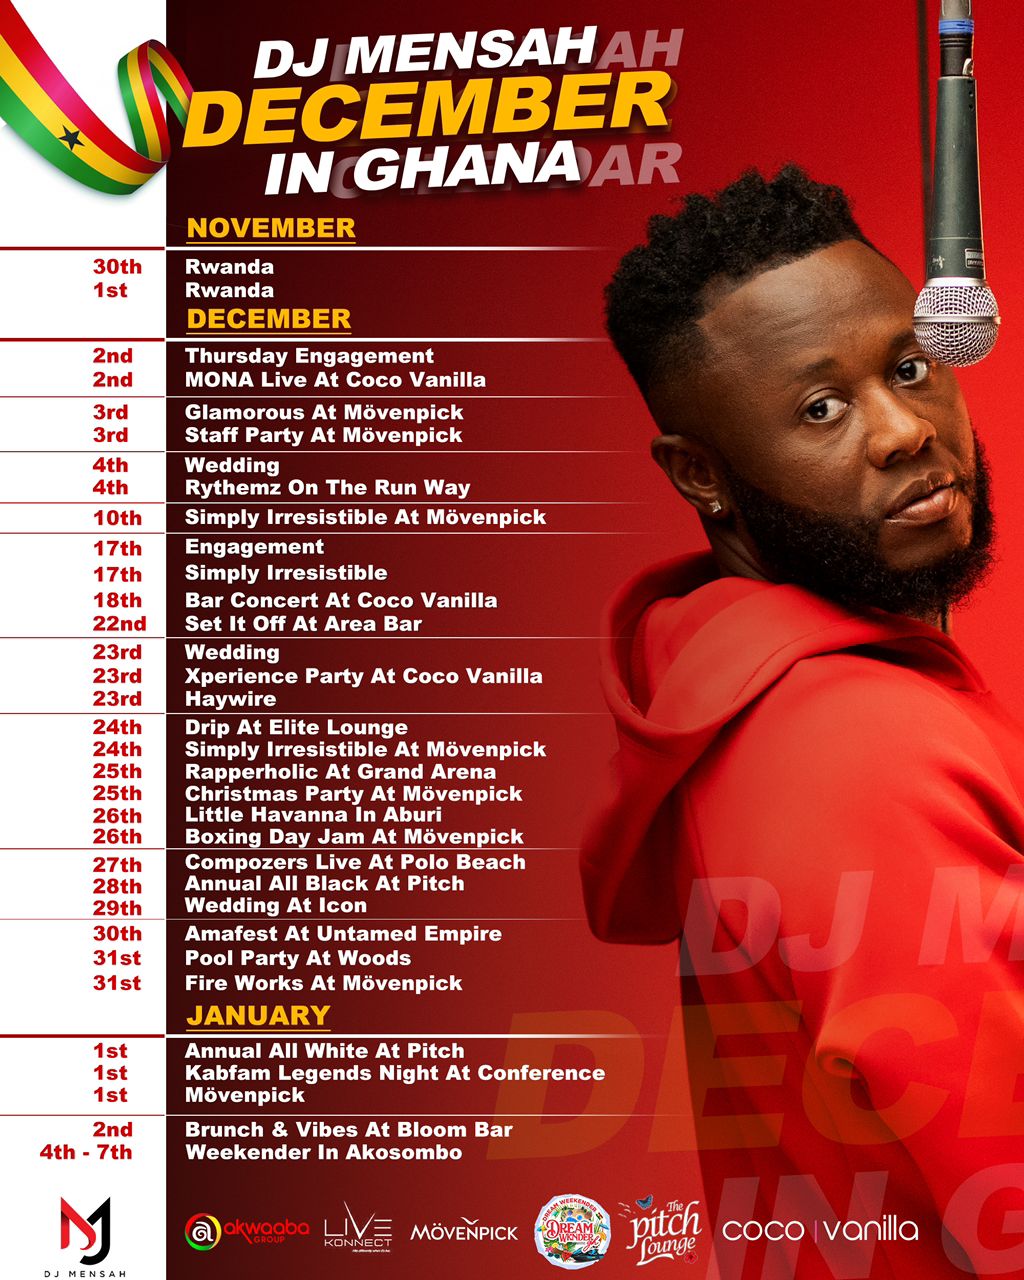 DJ MENSAH
DECEMBER
IN GHANA
NOVEMBER
30th Rwanda
1st Rwanda
DECEMBER
2nd Thursday Engagement
2nd MONA Live At Coco Vanilla
3rd Glamorous At Mövenpick
3rd Staff Party At Mövenpick
4th Wedding
4th Rythemz On The Run Way
10th Simply Irresistible At Mövenpick
17th Engagement
17th Simply Irresistible
18th Bar Concert At Coco Vanilla
22nd Set It Off At Area Bar
23rd Wedding
23rd Xperience Party At Coco Vanilla
23rd Haywire
24th Drip At Elite Lounge
24th Simply Irresistible At Mövenpick
25th Rapperholic At Grand Arena
25th Christmas Party At Mövenpick
26th Little Havanna In Aburi
26th Boxing Day Jam At Mövenpick
27th Compozers Live At Polo Beach
28th Annual All Black At Pitch
29th Wedding At Icon
30th Amafest At Untamed Empire
31st Pool Party At Woods
31st Fire Works At Mövenpick
JANUARY
1st Annual All White At Pitch
1st Kabfam Legends Night At Conference
1st Mövenpick
2nd Brunch & Vibes At Bloom Bar
4th - 7th Weekender In Akosombo
DJ M
DECE
IN G
DJ MENSAH
akwaaba
GROUP
LIVE
KONNECT
MÖVENPICK
DREAM WEEKENDER
DREAM
WKNDER
The
pitch
Lounge
coco | vanilla